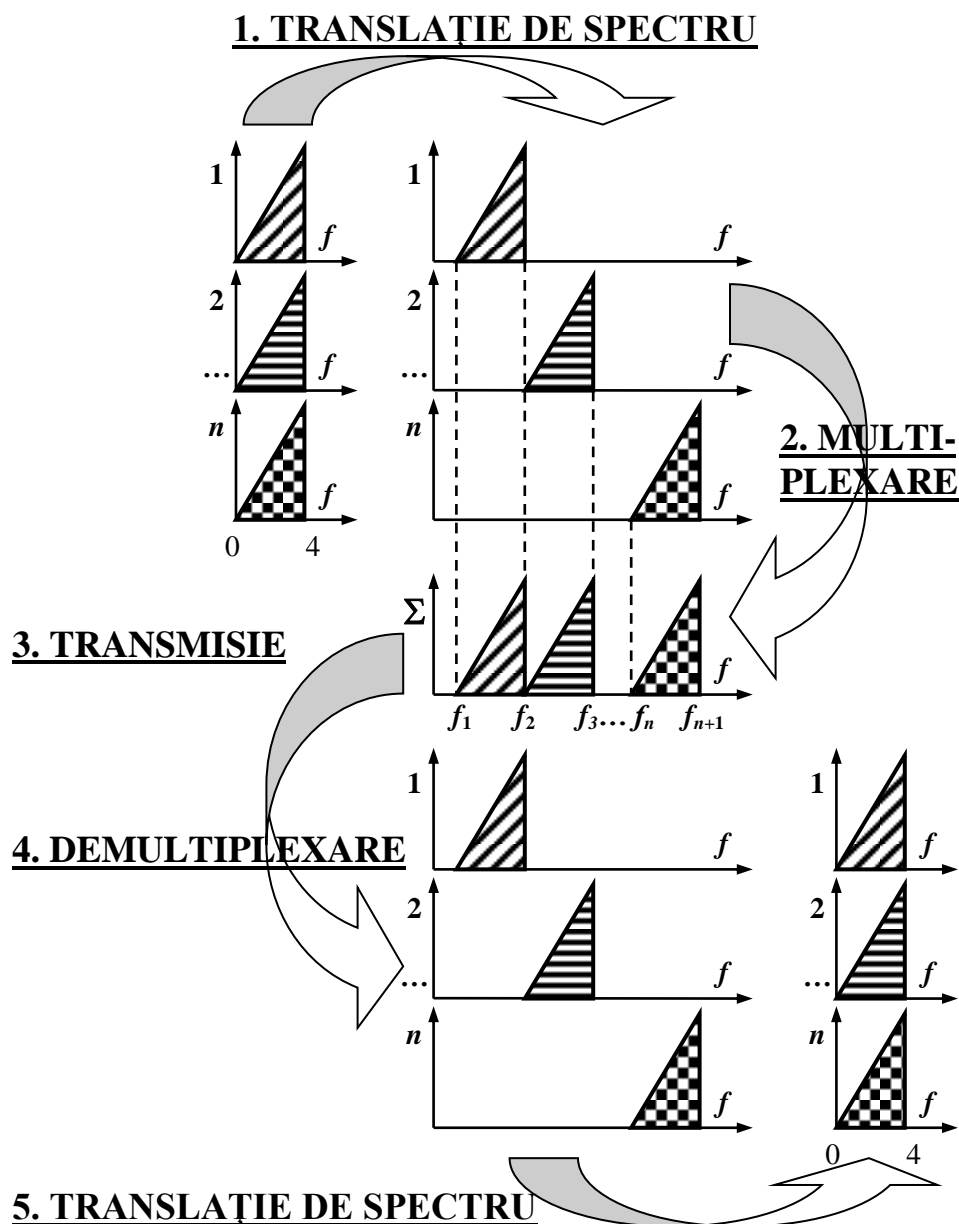 1. TRANSLAȚIE DE SPECTRU
1 f 1 f
2 f 2 f
... ...
n f n f
0 4
2. MULTI-
PLEXARE
Σ f
3. TRANSMISIE
f1 f2 f3... fn fn+1
1 f 1 f
4. DEMULTIPLEXARE
2 f 2 f
... ...
n f n f
0 4
5. TRANSLAȚIE DE SPECTRU